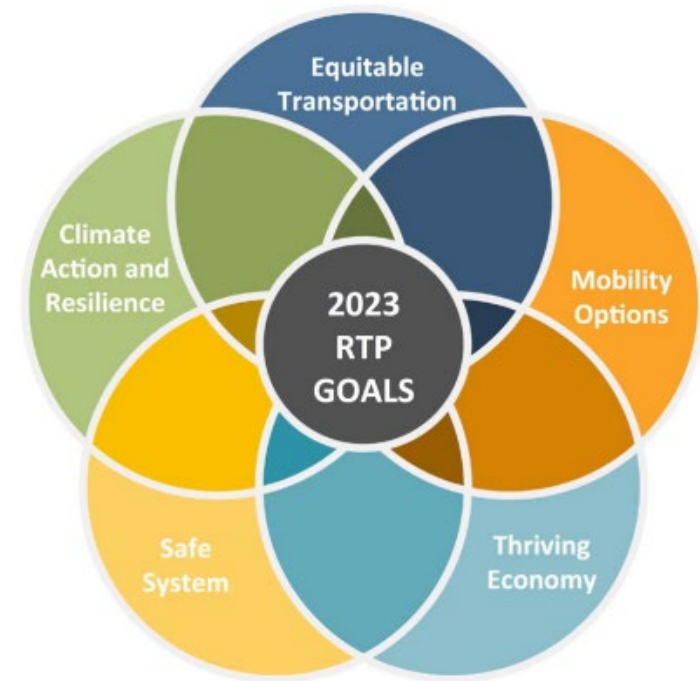 Equitable
Transportation
Climate
Action and
Resilience
Mobility
Options
2023
RTP
GOALS
Safe
System
Thriving
Economy